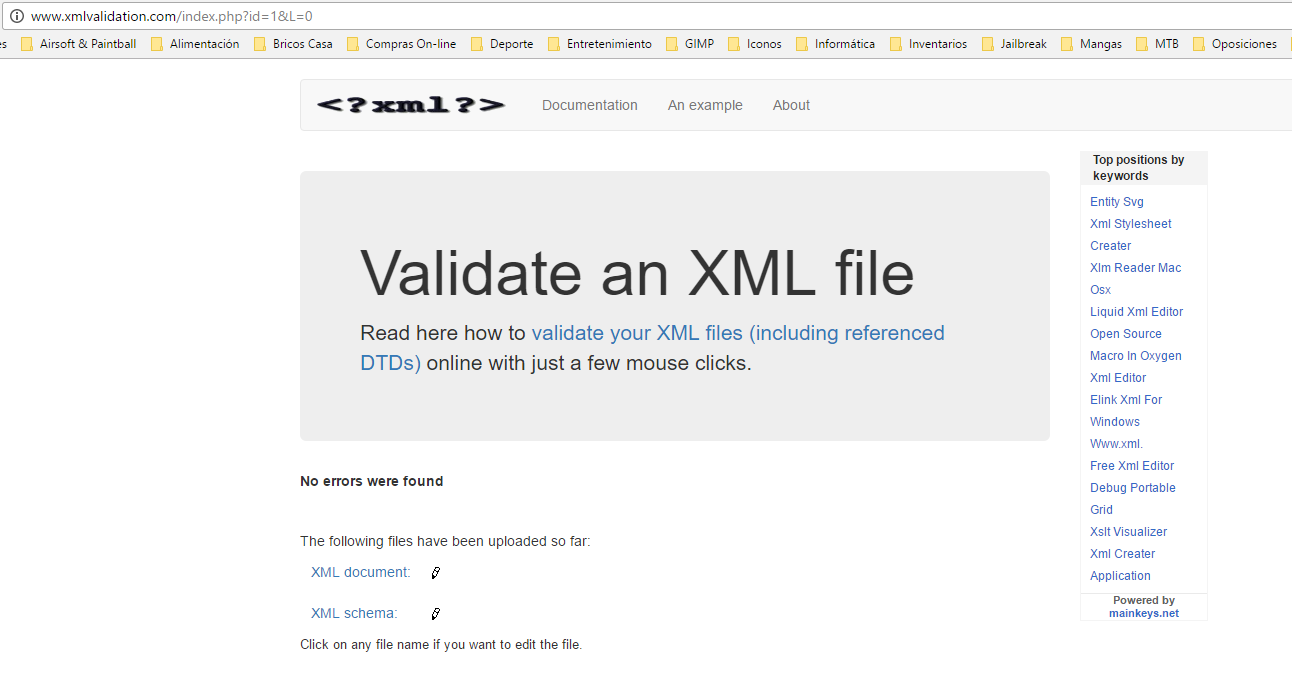 www.xmlvalidation.com/index.php?id=1&L=0
es Airsoft & Paintball Alimentación Bricos Casa Compras On-line Deporte Entretenimiento GIMP Iconos Informática Inventarios Jailbreak Mangas MTB Oposiciones
<?xml?> Documentation An example About
Validate an XML file
Read here how to validate your XML files (including referenced
DTDs) online with just a few mouse clicks.
No errors were found
The following files have been uploaded so far:
XML document:
XML schema:
Click on any file name if you want to edit the file.
Top positions by
keywords
Entity Svg
Xml Stylesheet
Creater
Xlm Reader Mac
Osx
Liquid Xml Editor
Open Source
Macro In Oxygen
Xml Editor
Elink Xml For
Windows
Www.xml.
Free Xml Editor
Debug Portable
Grid
Xslt Visualizer
Xml Creater
Application
Powered by
mainkeys.net